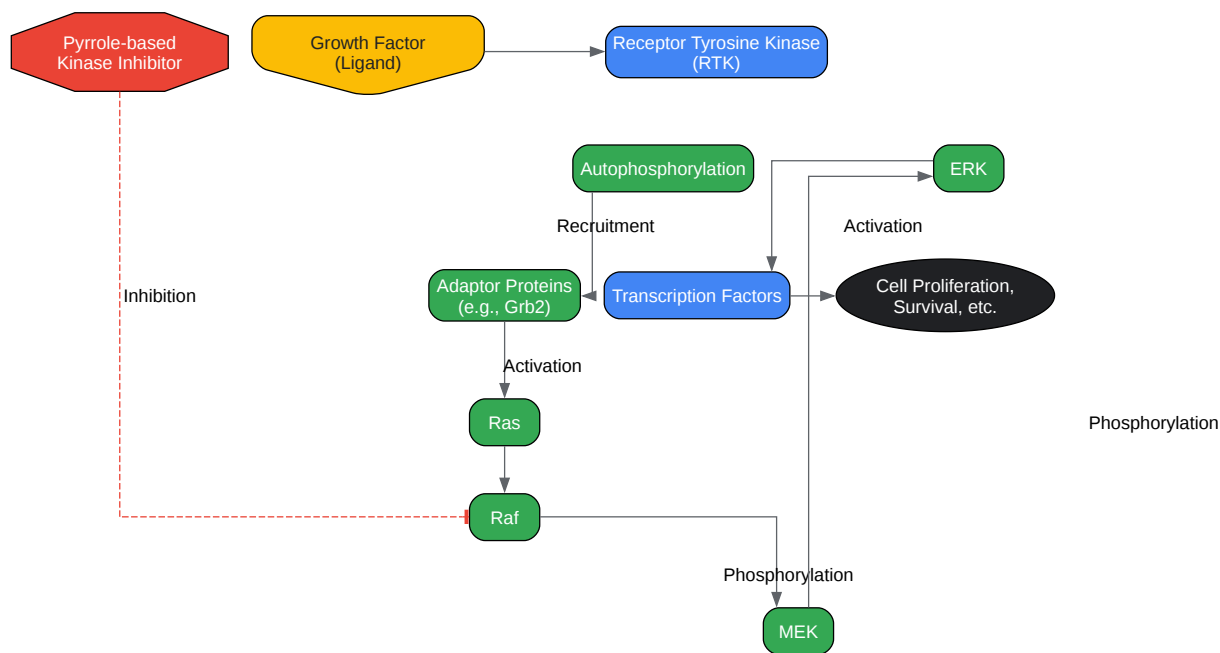 Pyrrole-based
Kinase Inhibitor
Growth Factor
(Ligand)
Receptor Tyrosine Kinase
(RTK)
Autophosphorylation
ERK
Recruitment
Activation
Inhibition
Adaptor Proteins
(e.g., Grb2)
Transcription Factors
Cell Proliferation,
Survival, etc.
Activation
Ras
Phosphorylation
Raf
Phosphorylation
MEK